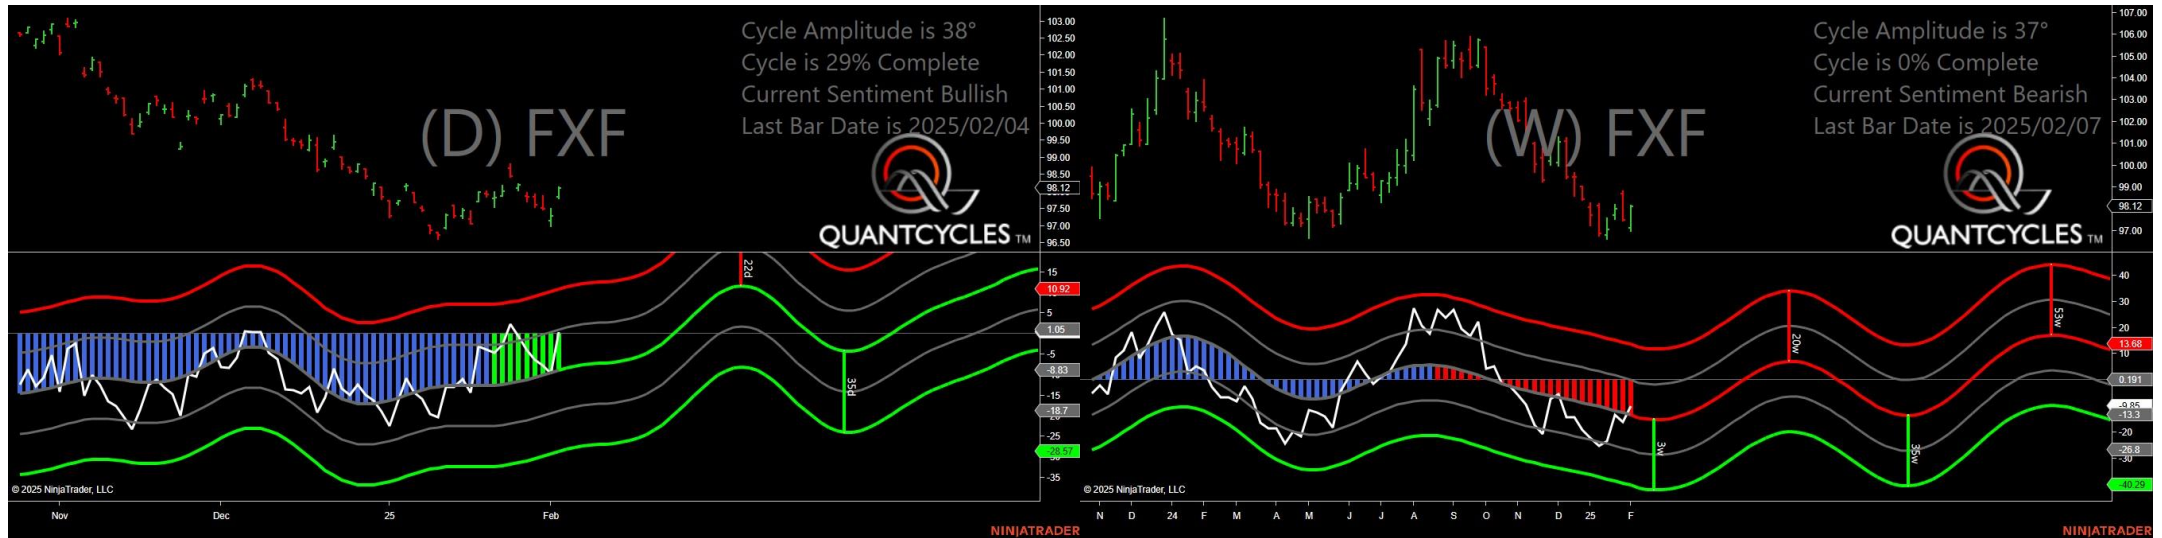 Cycle Amplitude is 38°
Cycle is 29% Complete
Current Sentiment Bullish
Last Bar Date is 2025/02/04
(D) FXF
QUANTCYCLES TM
103.00
102.50
102.00
101.50
101.00
100.50
100.00
99.50
99.00
98.50
98.12
97.50
97.00
96.50
22d
35d
15
10.92
5
1.05
-5
-8.83
-15
-18.7
-25
-28.57
-35
© 2025 NinjaTrader, LLC
Nov
Dec
25
Feb
NINJATRADER
Cycle Amplitude is 37°
Cycle is 0% Complete
Current Sentiment Bearish
Last Bar Date is 2025/02/07
(W) FXF
QUANTCYCLES TM
107.00
106.00
105.00
104.00
103.00
102.00
101.00
100.00
99.00
98.12
97.00
3w
20w
35w
53w
40
30
20
13.68
10
0.191
-9.85
-13.3
-20
-26.8
-30
-40.29
© 2025 NinjaTrader, LLC
N D 24 F M A M J J A S O N D 25 F
NINJATRADER